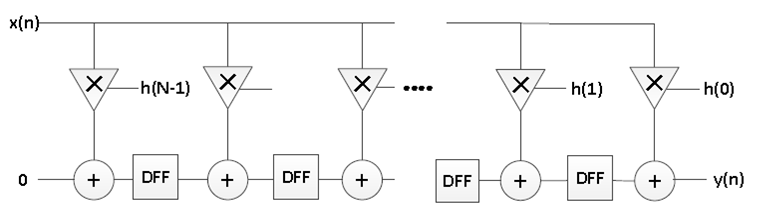 x(n)
× × × × ×
h(N-1) •••• h(1) h(0)
0 + DFF + DFF + DFF + DFF + y(n)